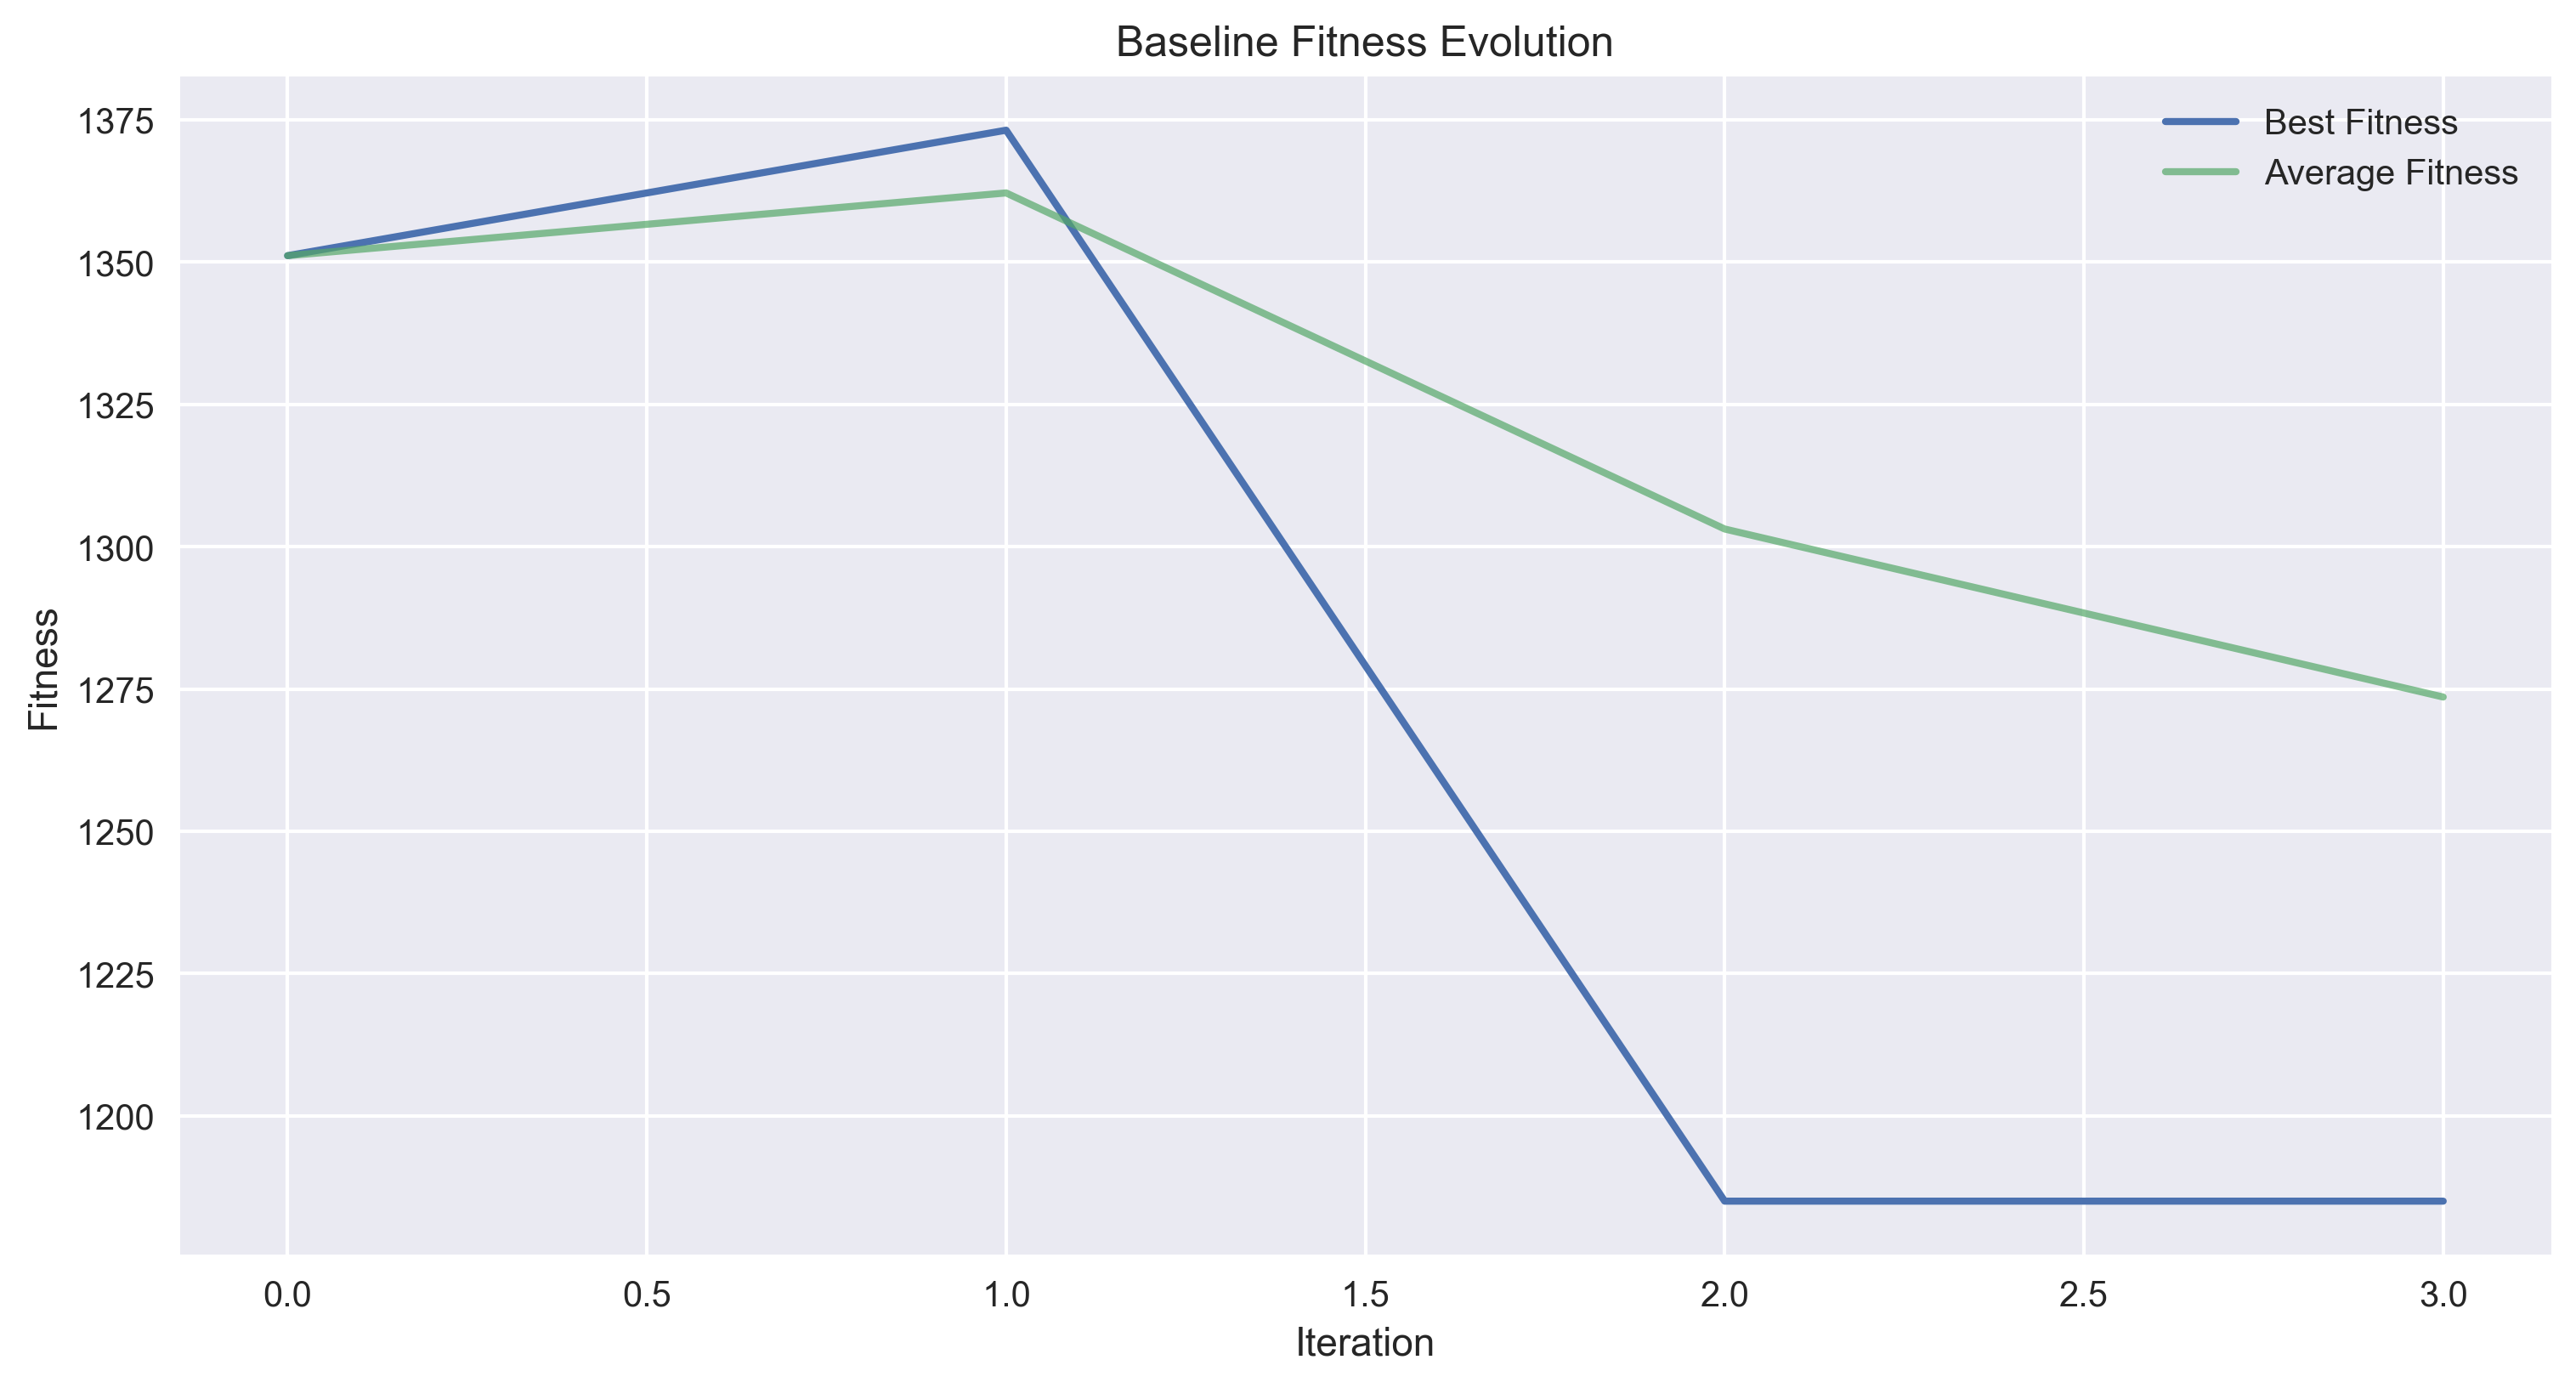 Baseline Fitness Evolution
Best Fitness
Average Fitness
1375
1350
1325
1300
1275
1250
1225
1200
Fitness
0.0 0.5 1.0 1.5 2.0 2.5 3.0
Iteration